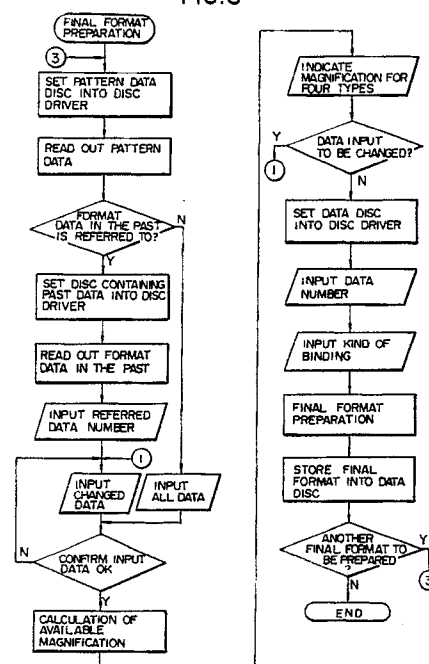 FINAL FORMAT
PREPARATION
3
SET PATTERN DATA
DISC INTO DISC
DRIVER
READ OUT PATTERN
DATA
FORMAT
DATA IN THE PAST
IS REFERRED TO?
N
Y
SET DISC CONTAINING
PAST DATA INTO DISC
DRIVER
READ OUT FORMAT
DATA IN THE PAST
INPUT REFERRED
DATA NUMBER
1
INPUT
CHANGED
DATA
INPUT
ALL DATA
N
CONFIRM INPUT
DATA OK
Y
CALCULATION OF
AVAILABLE
MAGNIFICATION
INDICATE
MAGNIFICATION FOR
FOUR TYPES
Y
DATA INPUT
TO BE CHANGED?
1
N
SET DATA DISC
INTO DISC DRIVER
INPUT DATA
NUMBER
INPUT KIND OF
BINDING
FINAL FORMAT
PREPARATION
STORE FINAL
FORMAT INTO DATA
DISC
ANOTHER
FINAL FORMAT TO
BE PREPARED
?
Y
3
N
END